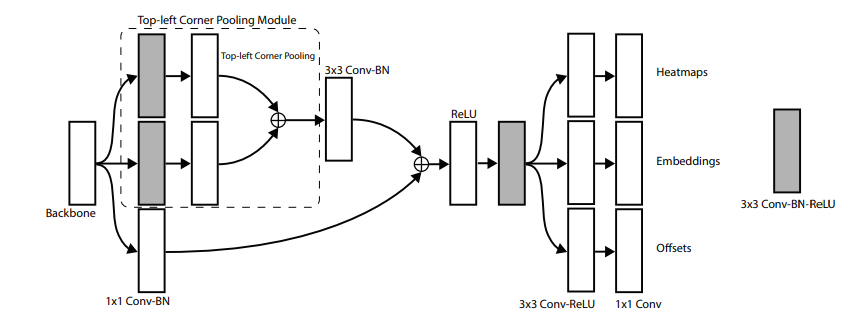 Top-left Corner Pooling Module
Top-left Corner Pooling
3x3 Conv-BN
Backbone
1x1 Conv-BN
ReLU
Heatmaps
Embeddings
Offsets
3x3 Conv-ReLU
1x1 Conv
3x3 Conv-BN-ReLU